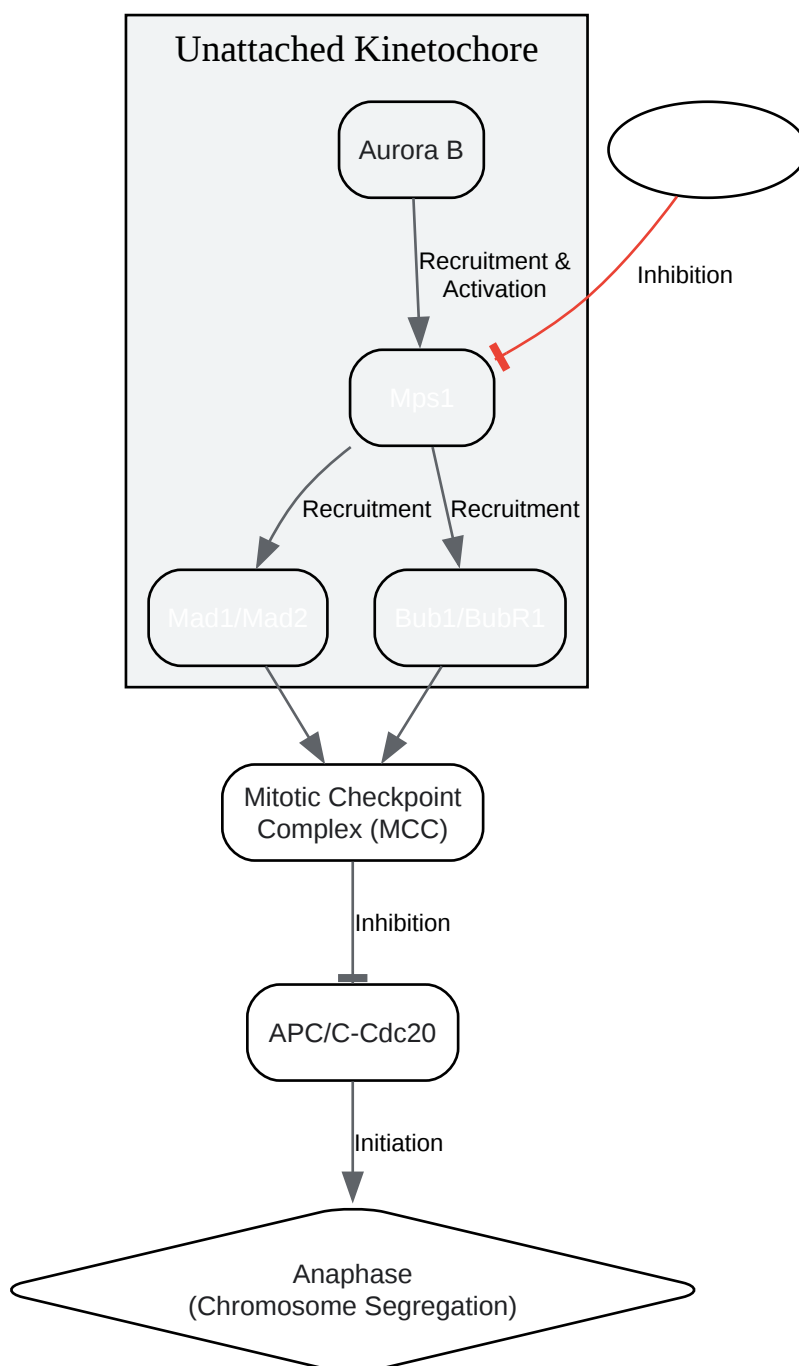 Unattached Kinetochore
Aurora B
Recruitment &
Activation
Inhibition
Mps1
Recruitment
Recruitment
Mad1/Mad2
Bub1/BubR1
Mitotic Checkpoint
Complex (MCC)
Inhibition
APC/C-Cdc20
Initiation
Anaphase
(Chromosome Segregation)